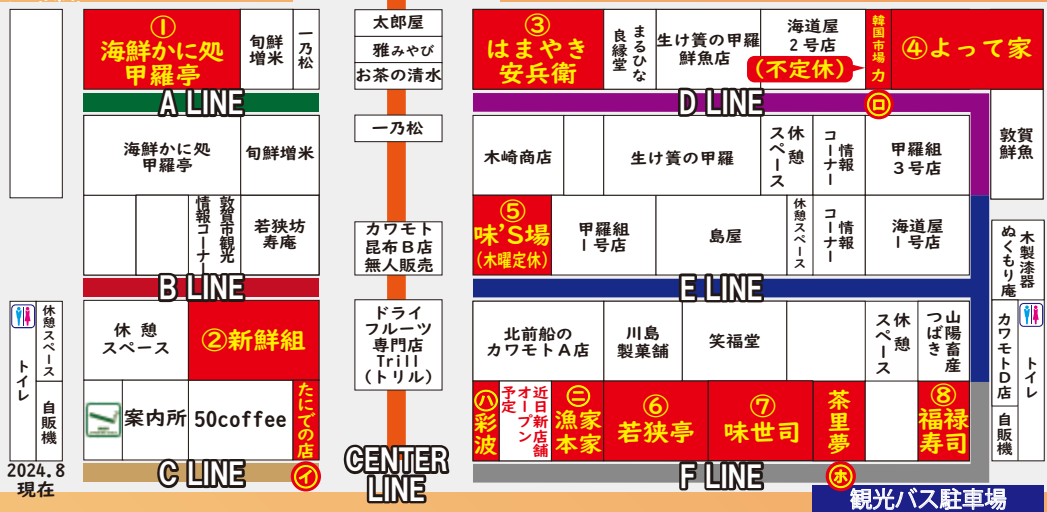 ①
海鮮かに処
甲羅亭
旬鮮
増米
一乃松
A LINE
海鮮かに処
甲羅亭
旬鮮増米
敦賀市観光
情報コーナー
若狭坊
寿庵
B LINE
休憩スペース
トイレ
自販機
休 憩
スペース
②新鮮組
案内所
50coffee
たにでの店
C LINE
㋑
2024.8
現在
太郎屋
雅みやび
お茶の清水
一乃松
カワモト
昆布B店
無人販売
ドライ
フルーツ
専門店
Trill
(トリル)
CENTER
LINE
③
はまやき
安兵衛
まるひな
良縁堂
生け簀の甲羅
鮮魚店
海道屋
2号店
(不定休)
韓国市場 力
④よって家
D LINE
㋺
敦賀
鮮魚
木崎商店
生け簀の甲羅
休憩
スペース
情報
コーナー
甲羅組
3号店
⑤
味'S場
(木曜定休)
甲羅組
1号店
島屋
休憩スペース
情報
コーナー
海道屋
1号店
木製漆器
ぬくもり庵
E LINE
北前船の
カワモトA店
川島
製菓舗
笑福堂
休憩
スペース
山陽畜産
つばき
カワモトD店
トイレ
自販機
㋩彩波
近日新店舗
オープン
予定
㊁
漁家
本家
⑥
若狭亭
⑦
味世司
茶里夢
⑧
福禄
寿司
F LINE
㋭
観光バス駐車場